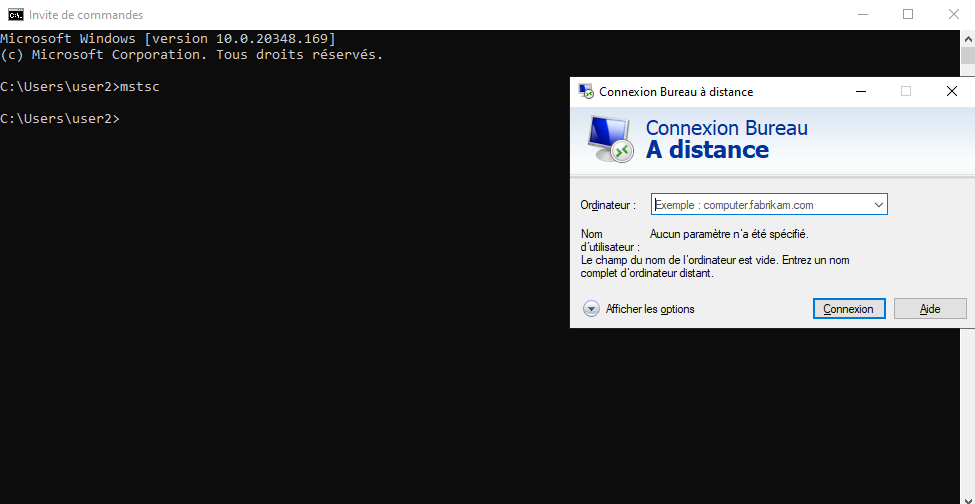 Invite de commandes
Microsoft Windows [version 10.0.20348.169]
(c) Microsoft Corporation. Tous droits réservés.
C:\Users\user2>mstsc
C:\Users\user2>
Connexion Bureau à distance
Connexion Bureau
A distance
Ordinateur :
Exemple : computer.fabrikam.com
Nom
d'utilisateur :
Aucun paramètre n'a été spécifié.
Le champ du nom de l'ordinateur est vide. Entrez un nom
complet d'ordinateur distant.
Afficher les options
Connexion
Aide